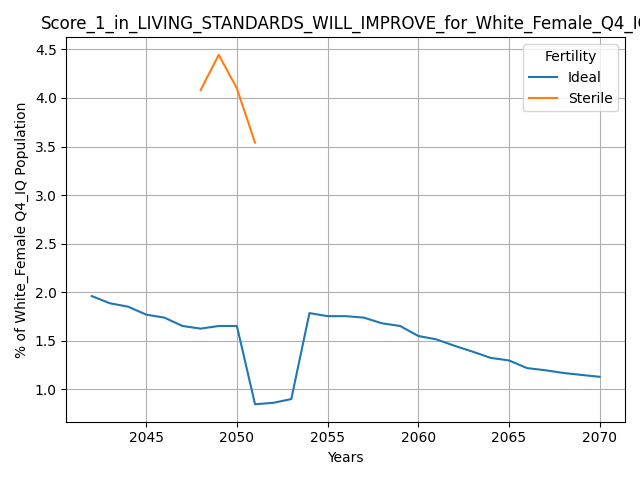 Score_1_in_LIVING_STANDARDS_WILL_IMPROVE_for_White_Female_Q4_IQ
Fertility
Ideal
Sterile
4.5
4.0
3.5
3.0
2.5
2.0
1.5
1.0
% of White_Female Q4_IQ Population
2045 2050 2055 2060 2065 2070
Years